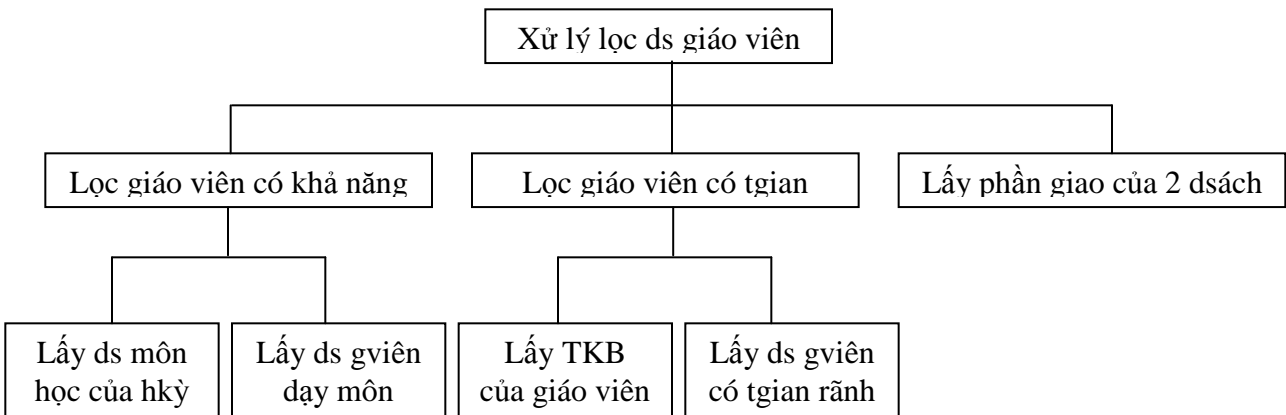 Xử lý lọc ds giáo viên
Lọc giáo viên có khả năng
Lọc giáo viên có tgian
Lấy phần giao của 2 dsách
Lấy ds môn
học của hkỳ
Lấy ds gviên
dạy môn
Lấy TKB
của giáo viên
Lấy ds gviên
có tgian rãnh